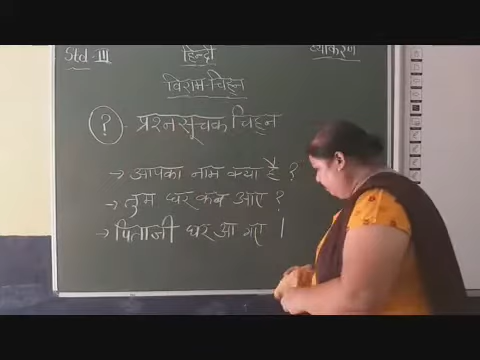 Std - III हिन्दी व्याकरण
विराम-चिह्न
? - प्रश्नसूचक चिह्न
→ आपका नाम क्या है ?
→ तुम घर कब आए ?
→ पिताजी घर आ गए ।